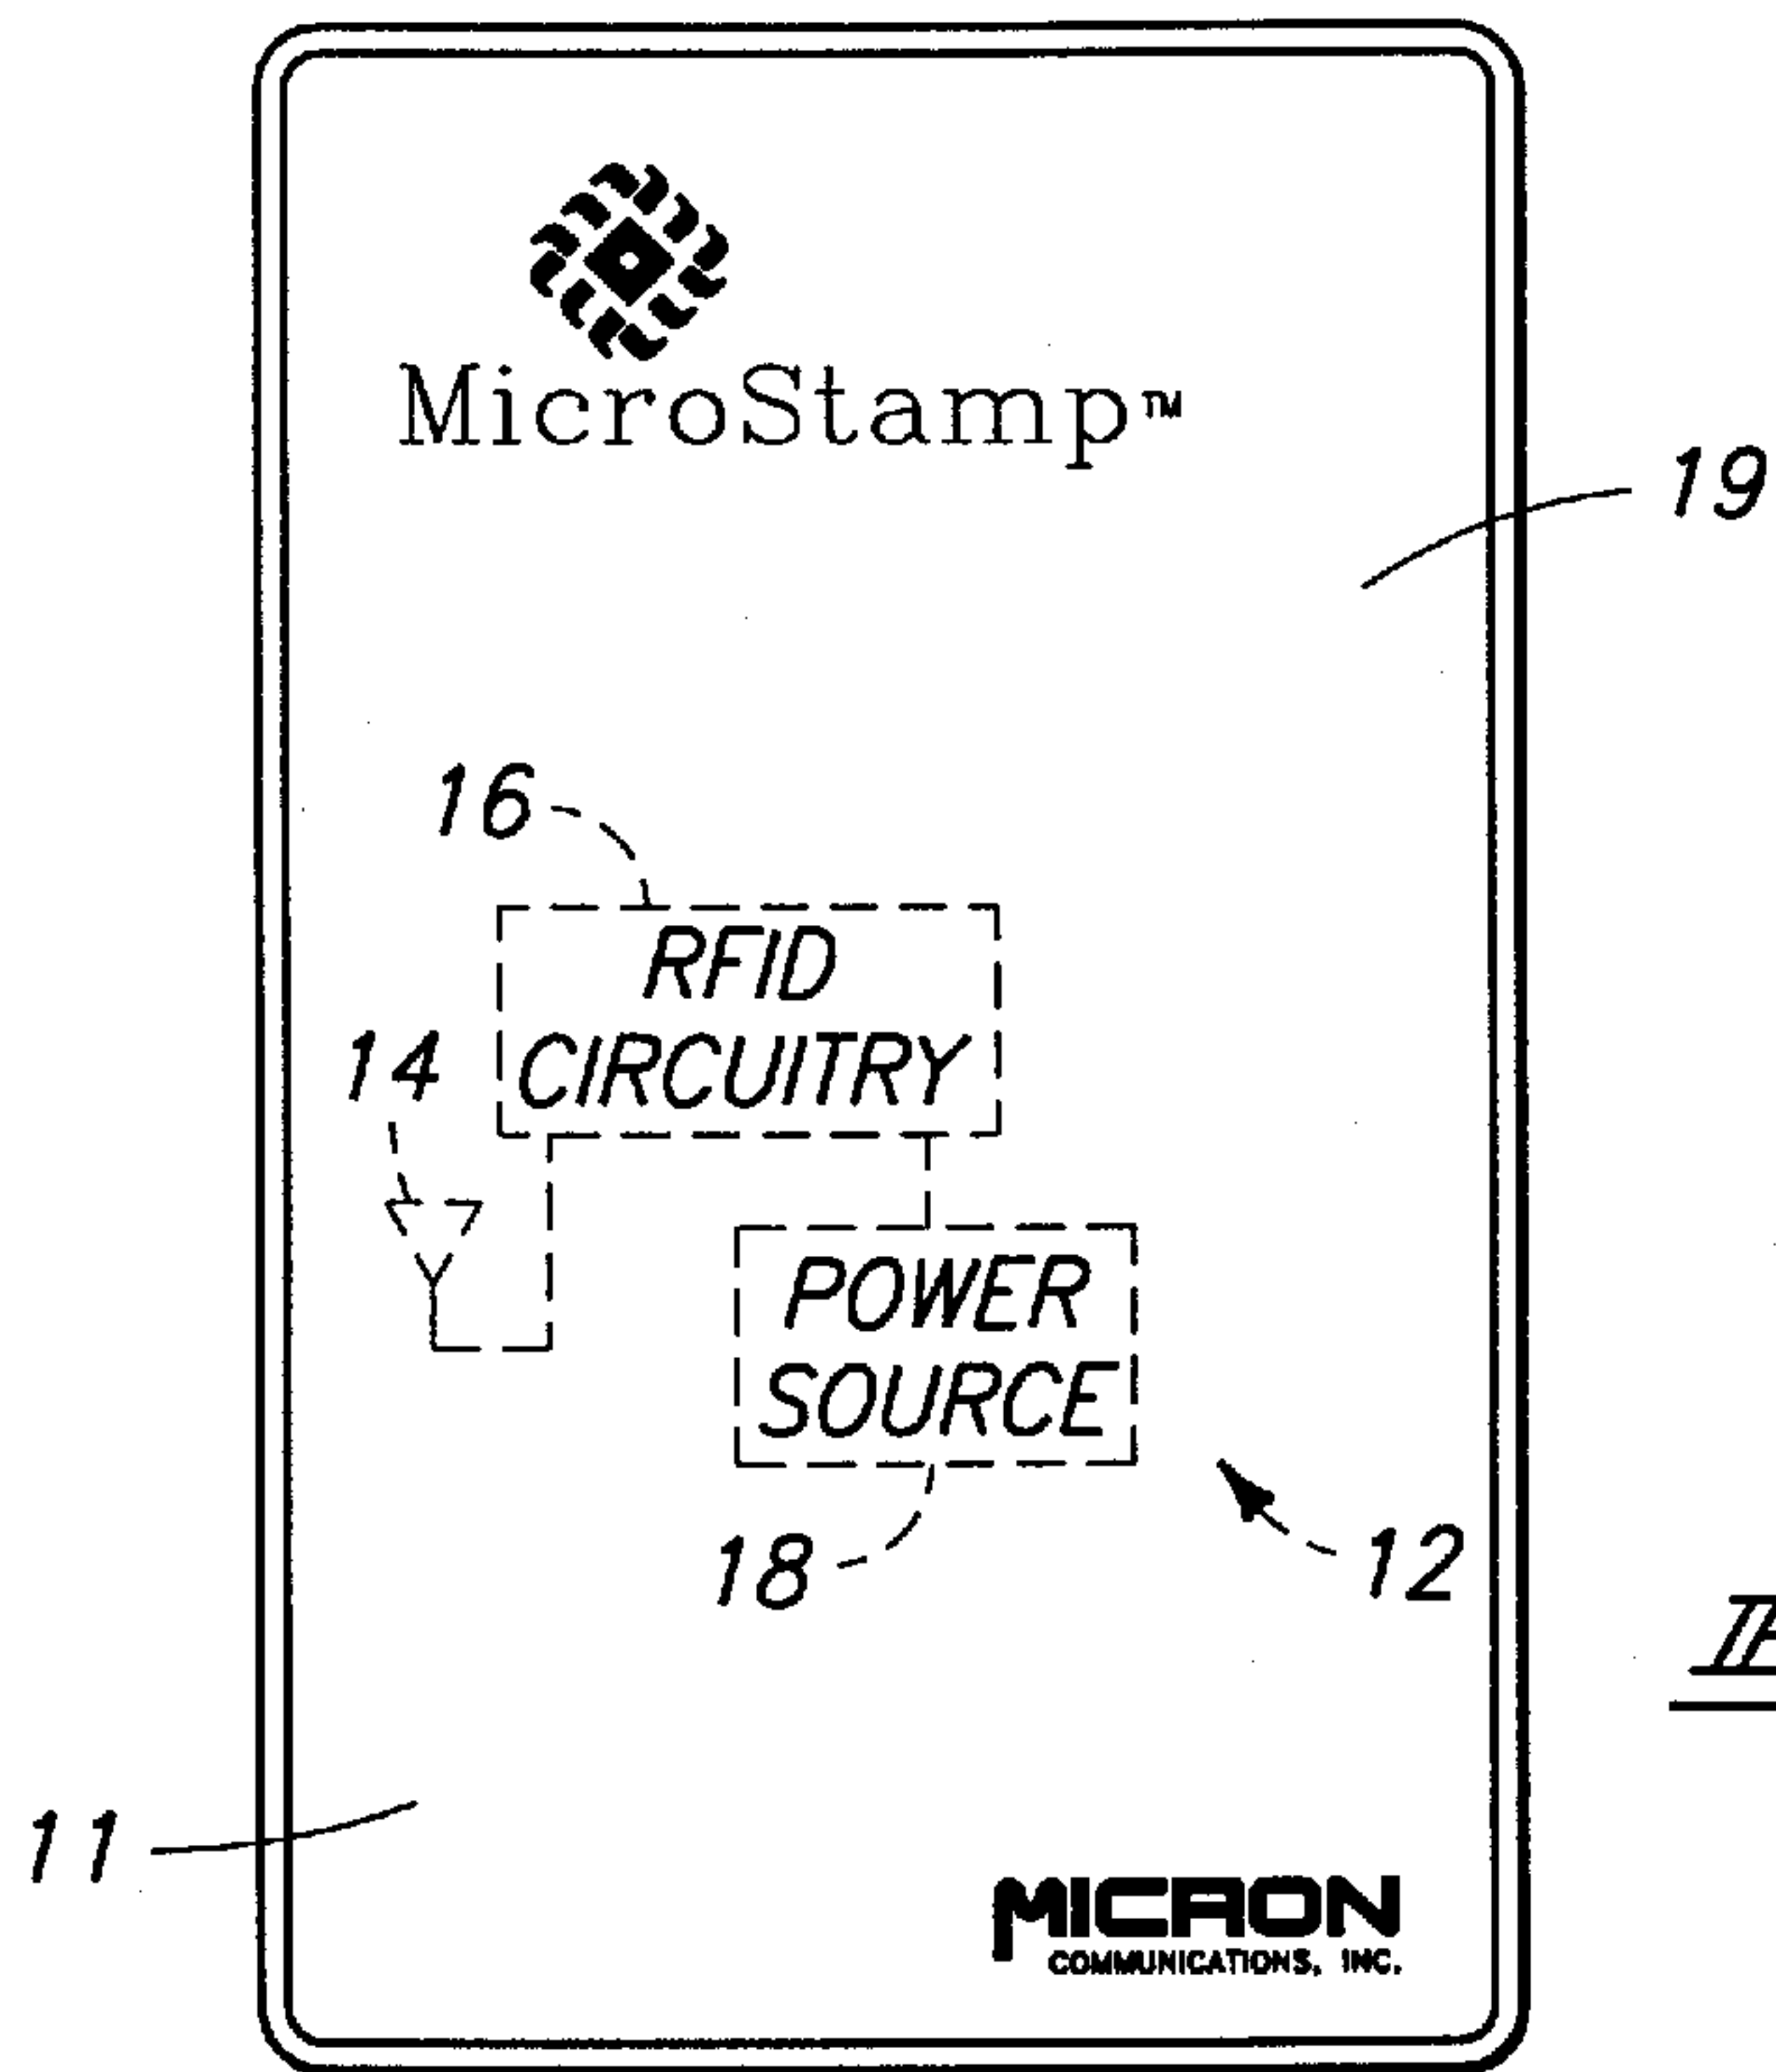 MicroStamp™
19
16
RFID
CIRCUITRY
14
POWER
SOURCE
18
12
11
MICRON
COMMUNICATIONS, INC.